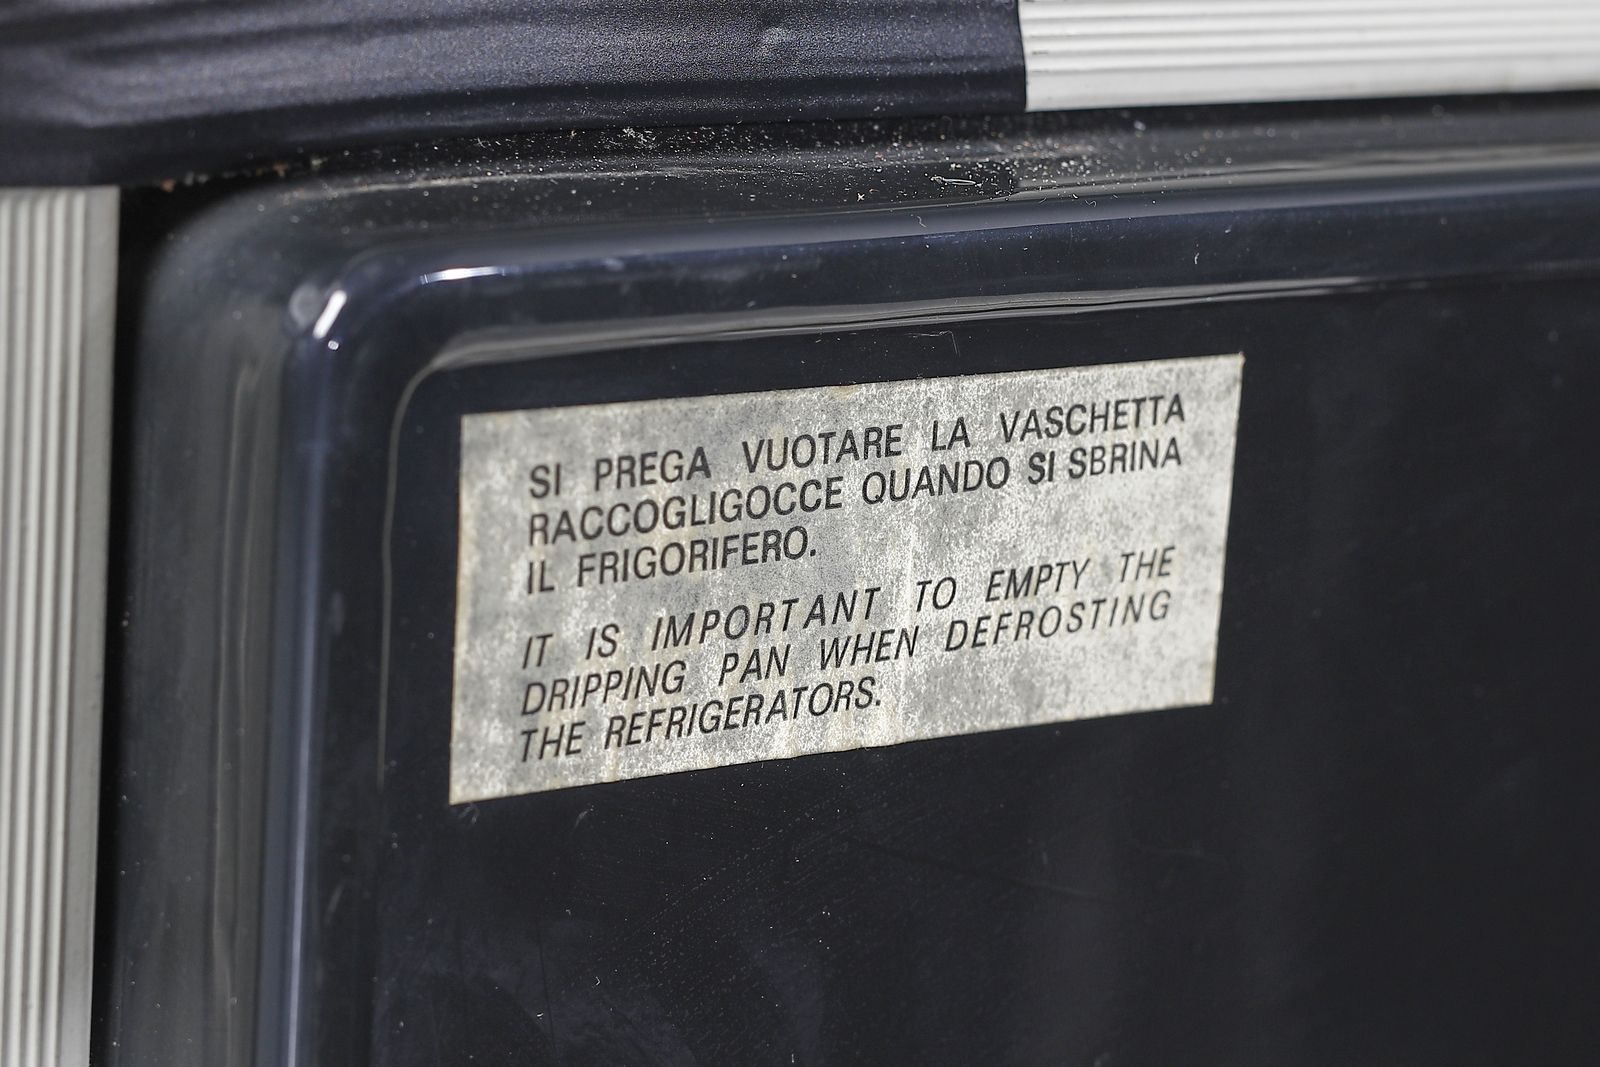 SI PREGA VUOTARE LA VASCHETTA
RACCOGLIGOCCE QUANDO SI SBRINA
IL FRIGORIFERO.
IT IS IMPORTANT TO EMPTY THE
DRIPPING PAN WHEN DEFROSTING
THE REFRIGERATORS.